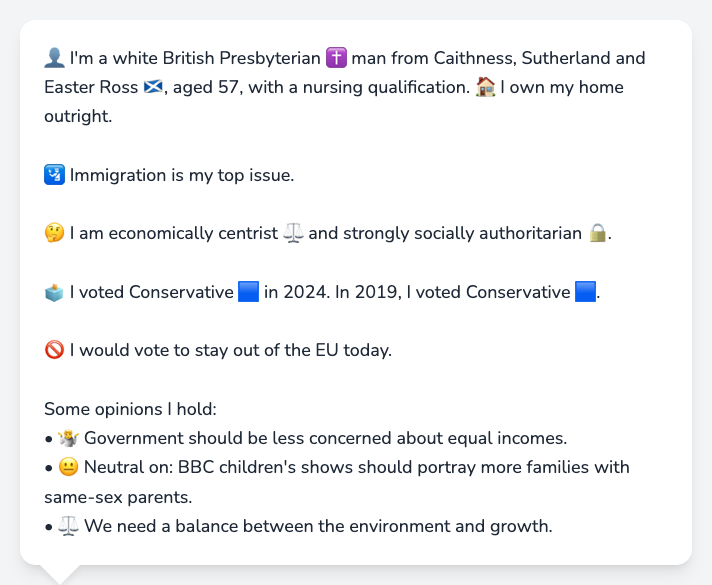 👤 I'm a white British Presbyterian ✝️ man from Caithness, Sutherland and
Easter Ross 🏴󠁧󠁢󠁳󠁣󠁴󠁿, aged 57, with a nursing qualification. 🏠 I own my home
outright.
🛂 Immigration is my top issue.
🤔 I am economically centrist ⚖️ and strongly socially authoritarian 🔒.
🗳️ I voted Conservative 🟦 in 2024. In 2019, I voted Conservative 🟦.
🚫 I would vote to stay out of the EU today.
Some opinions I hold:
• 🤷 Government should be less concerned about equal incomes.
• 😐 Neutral on: BBC children's shows should portray more families with
same-sex parents.
• ⚖️ We need a balance between the environment and growth.